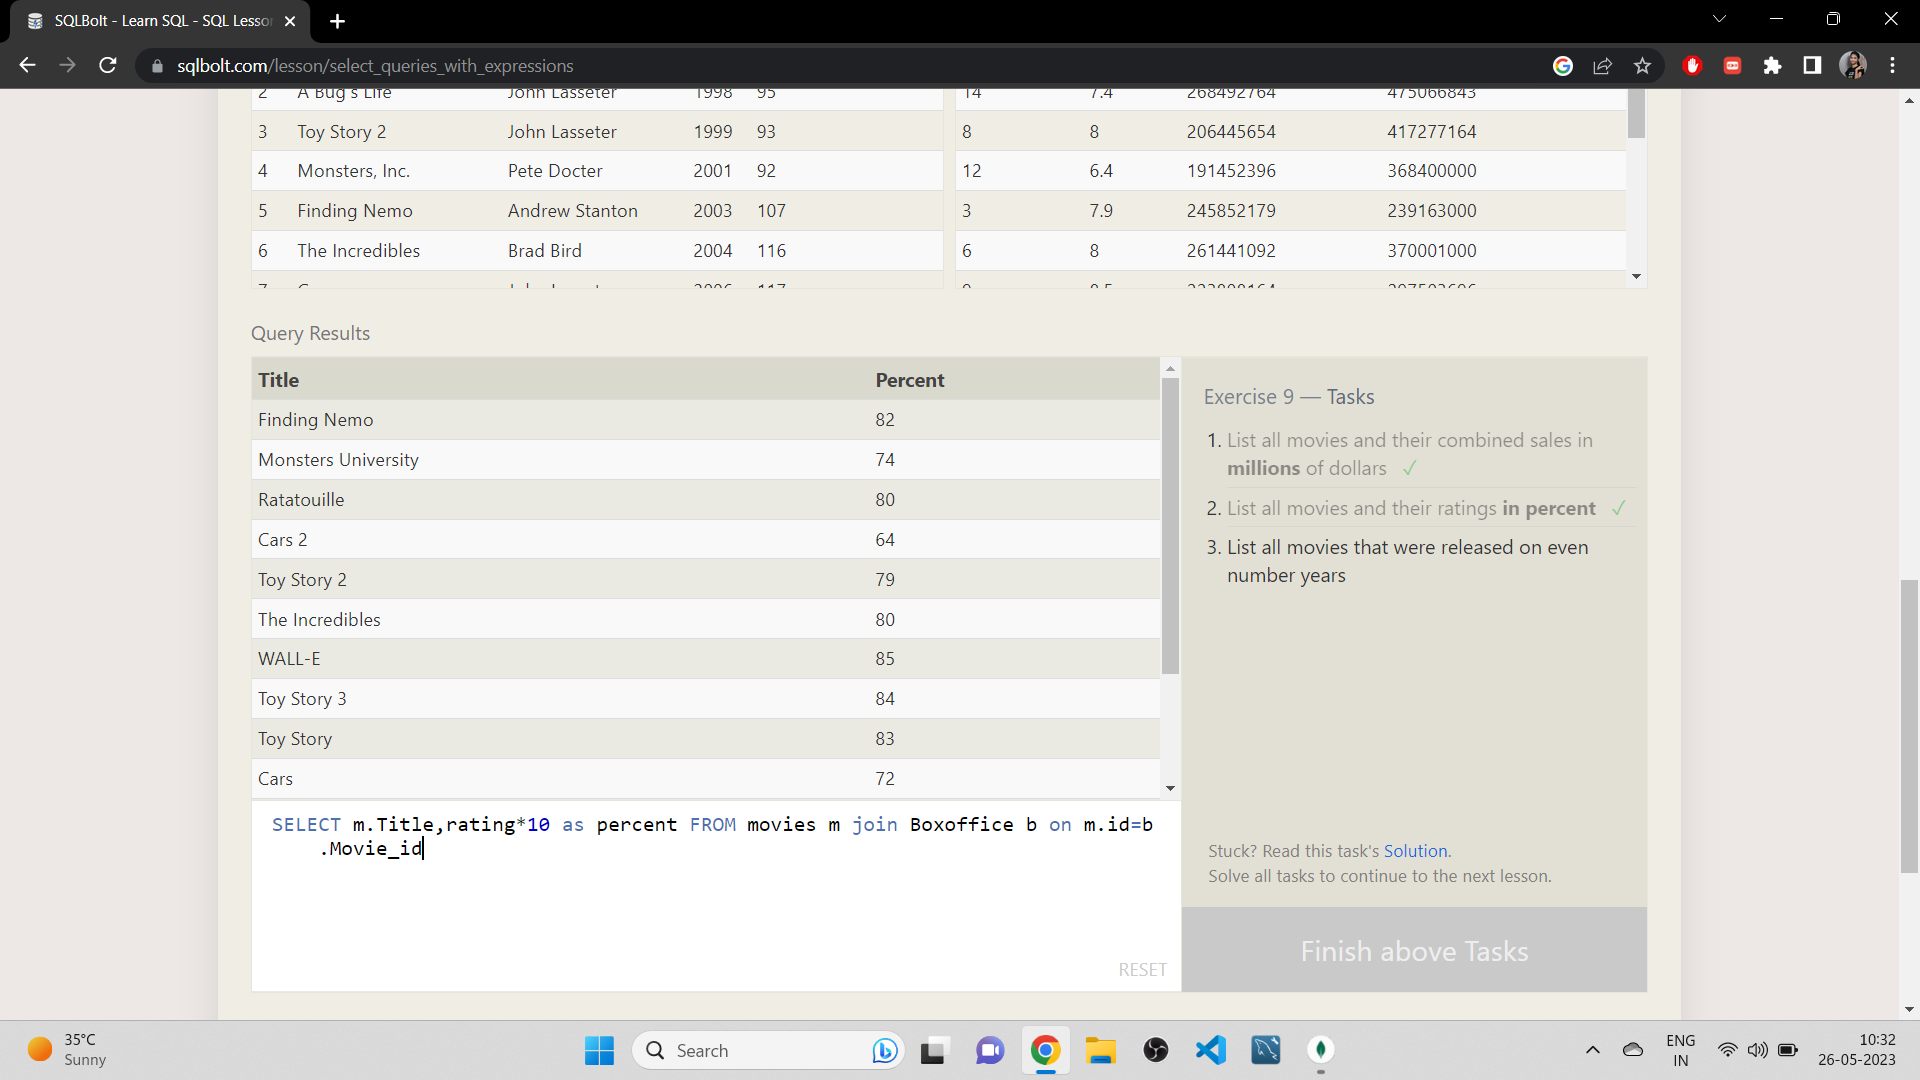 SQLBolt - Learn SQL - SQL Lesso
sqlbolt.com/lesson/select_queries_with_expressions
2 A Bug's Life John Lasseter 1998 95 14 7.4 268492764 475066843
3 Toy Story 2 John Lasseter 1999 93 8 8 206445654 417277164
4 Monsters, Inc. Pete Docter 2001 92 12 6.4 191452396 368400000
5 Finding Nemo Andrew Stanton 2003 107 3 7.9 245852179 239163000
6 The Incredibles Brad Bird 2004 116 6 8 261441092 370001000
Query Results
Title Percent
Finding Nemo 82
Monsters University 74
Ratatouille 80
Cars 2 64
Toy Story 2 79
The Incredibles 80
WALL-E 85
Toy Story 3 84
Toy Story 83
Cars 72
Exercise 9 — Tasks
1. List all movies and their combined sales in
millions of dollars ✓
2. List all movies and their ratings in percent ✓
3. List all movies that were released on even
number years
SELECT m.Title,rating*10 as percent FROM movies m join Boxoffice b on m.id=b
.Movie_id
RESET
Stuck? Read this task's Solution.
Solve all tasks to continue to the next lesson.
Finish above Tasks
35°C
Sunny
Search
ENG
IN
10:32
26-05-2023